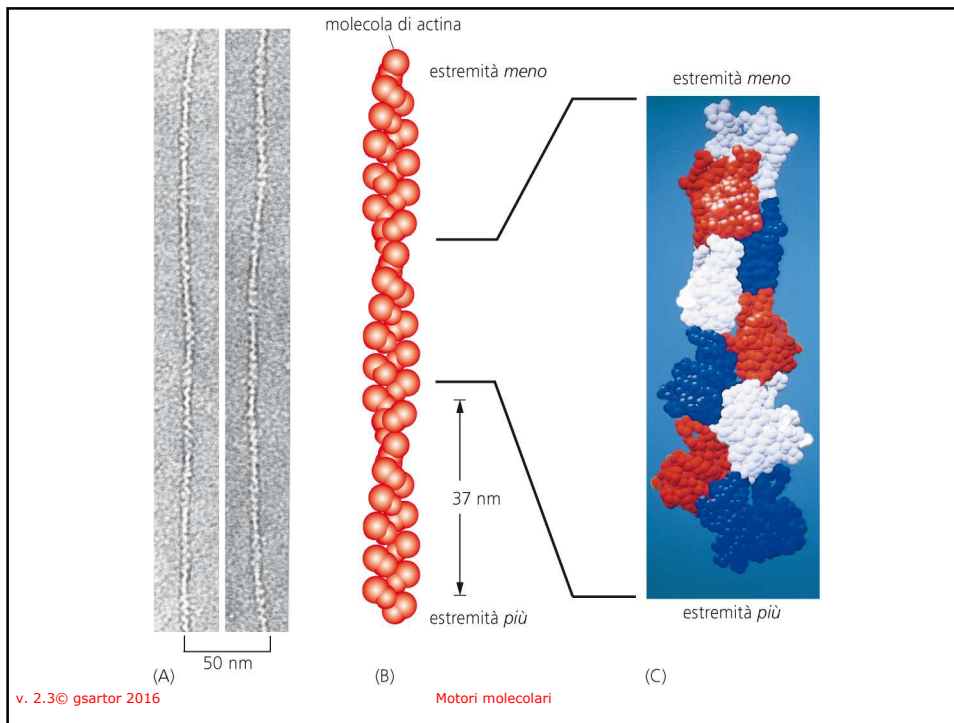 molecola di actina
estremità meno
estremità meno
37 nm
estremità più
estremità più
50 nm
(A)
(B)
(C)
v. 2.3© gsartor 2016
Motori molecolari